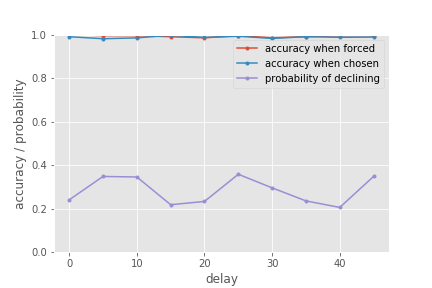 accuracy / probability
1.0
0.8
0.6
0.4
0.2
0.0
accuracy when forced
accuracy when chosen
probability of declining
0 10 20 30 40
delay